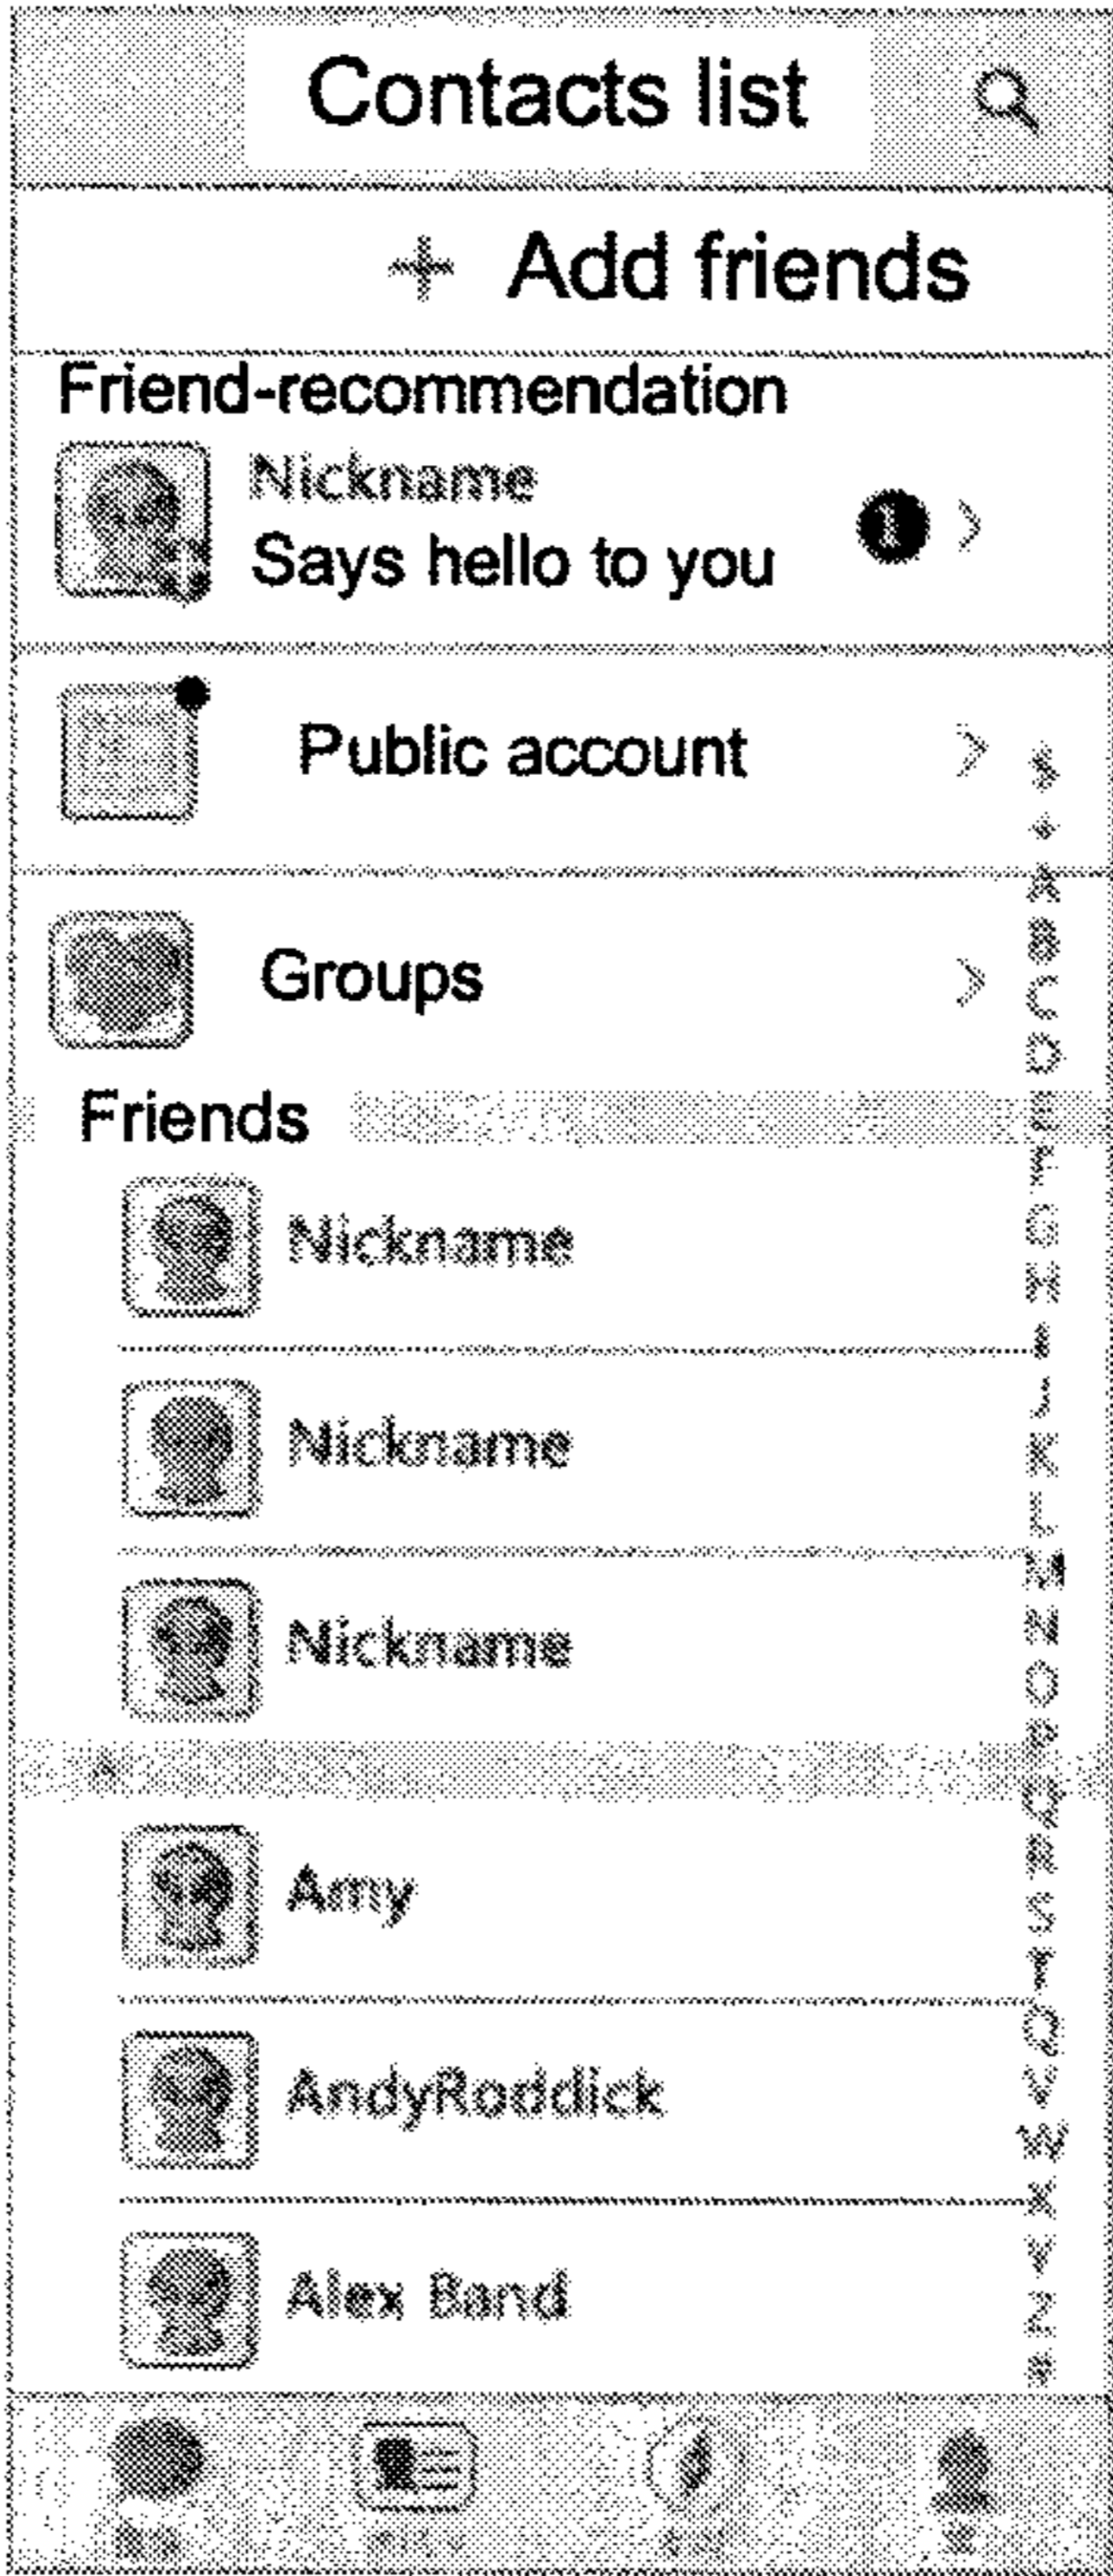 Contacts list
+ Add friends
Friend-recommendation
Nickname
Says hello to you
1
Public account
Groups
Friends
Nickname
Nickname
Nickname
A
Amy
AndyRoddick
Alex Band
A
B
C
D
E
F
G
H
I
J
K
L
M
N
O
P
Q
R
S
T
Q
V
W
X
Y
Z
#